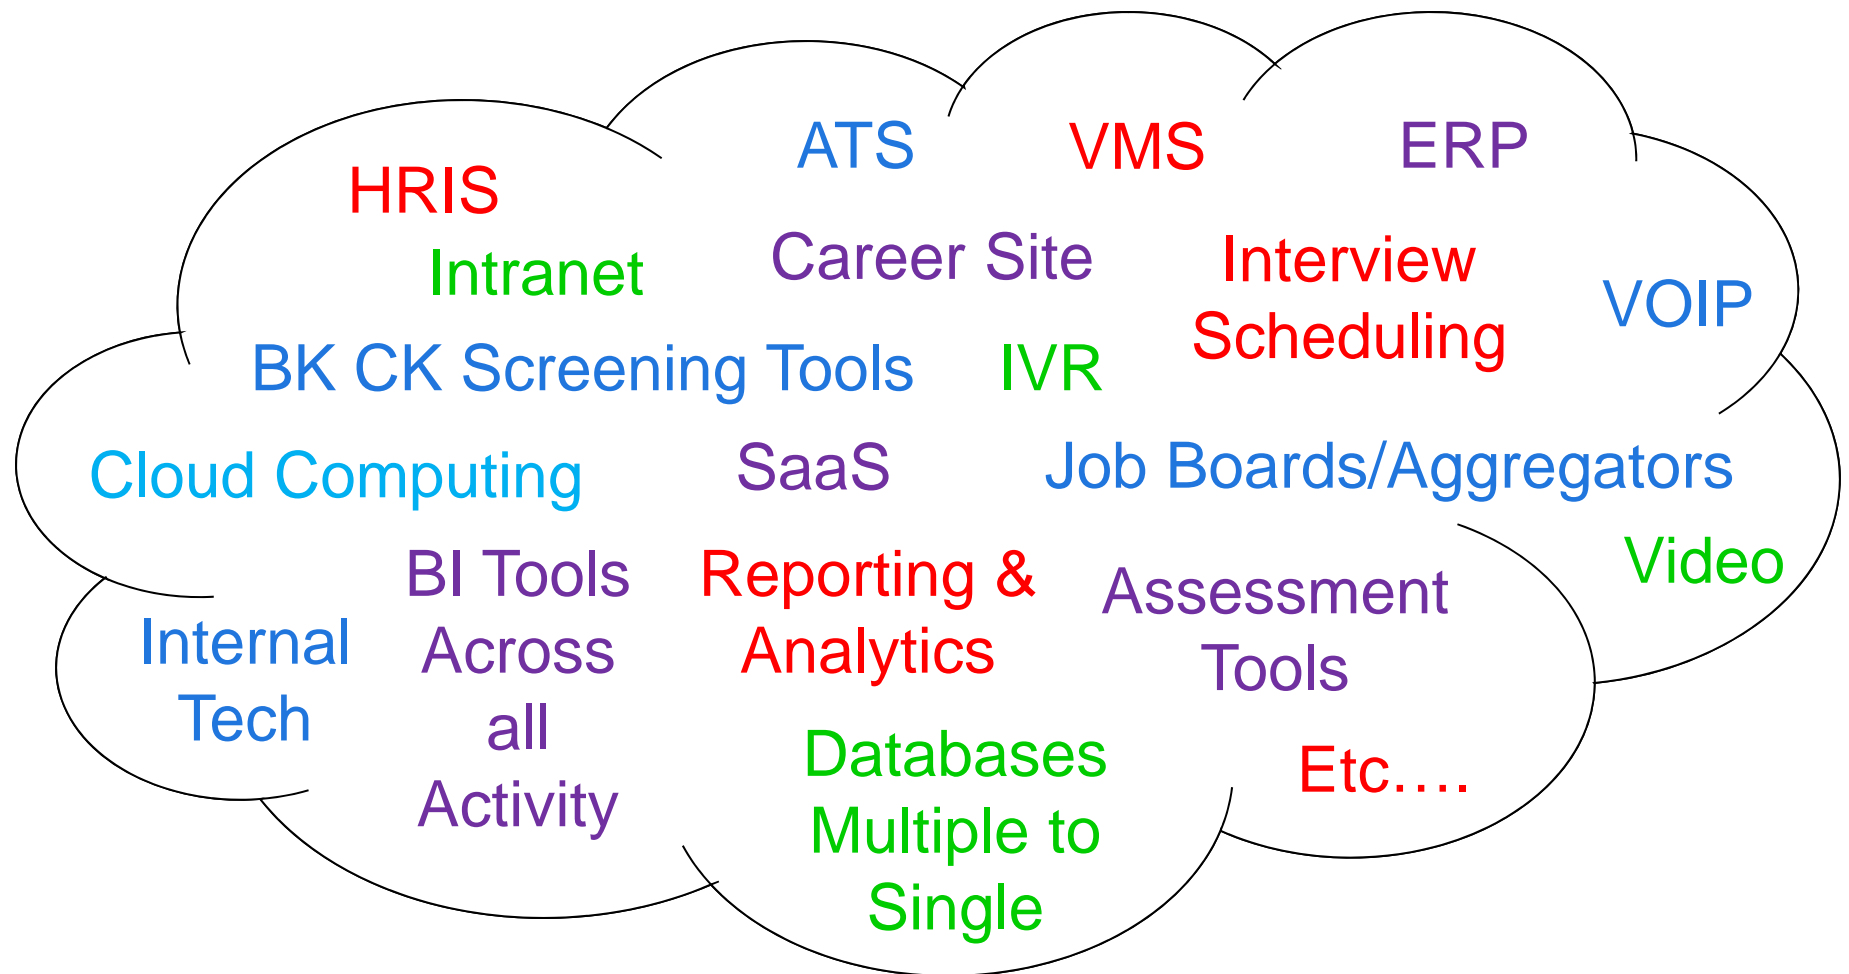 ATS
VMS
ERP
HRIS
Career Site
Interview
Scheduling
Intranet
VOIP
BK CK Screening Tools
IVR
Cloud Computing
SaaS
Job Boards/Aggregators
Video
BI Tools
Across
all
Activity
Reporting &
Analytics
Assessment
Tools
Internal
Tech
Databases
Multiple to
Single
Etc….